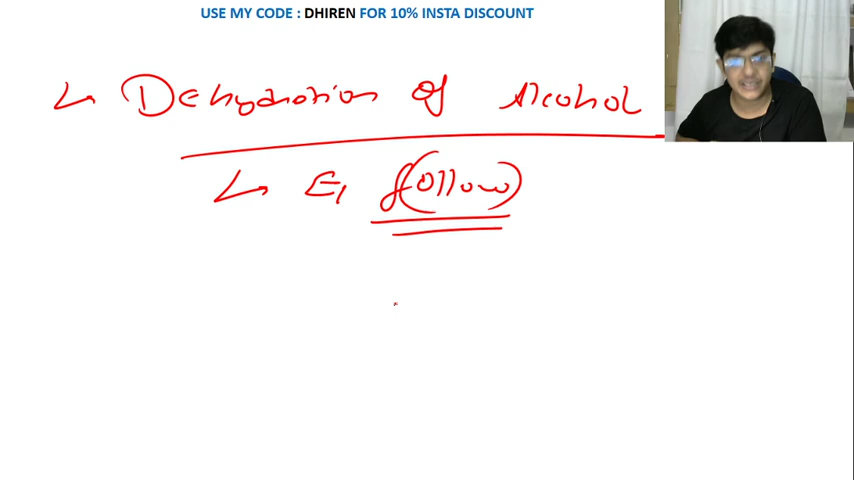 USE MY CODE : DHIREN FOR 10% INSTA DISCOUNT
↳ Dehydration of Alcohol
↳ E1 follow